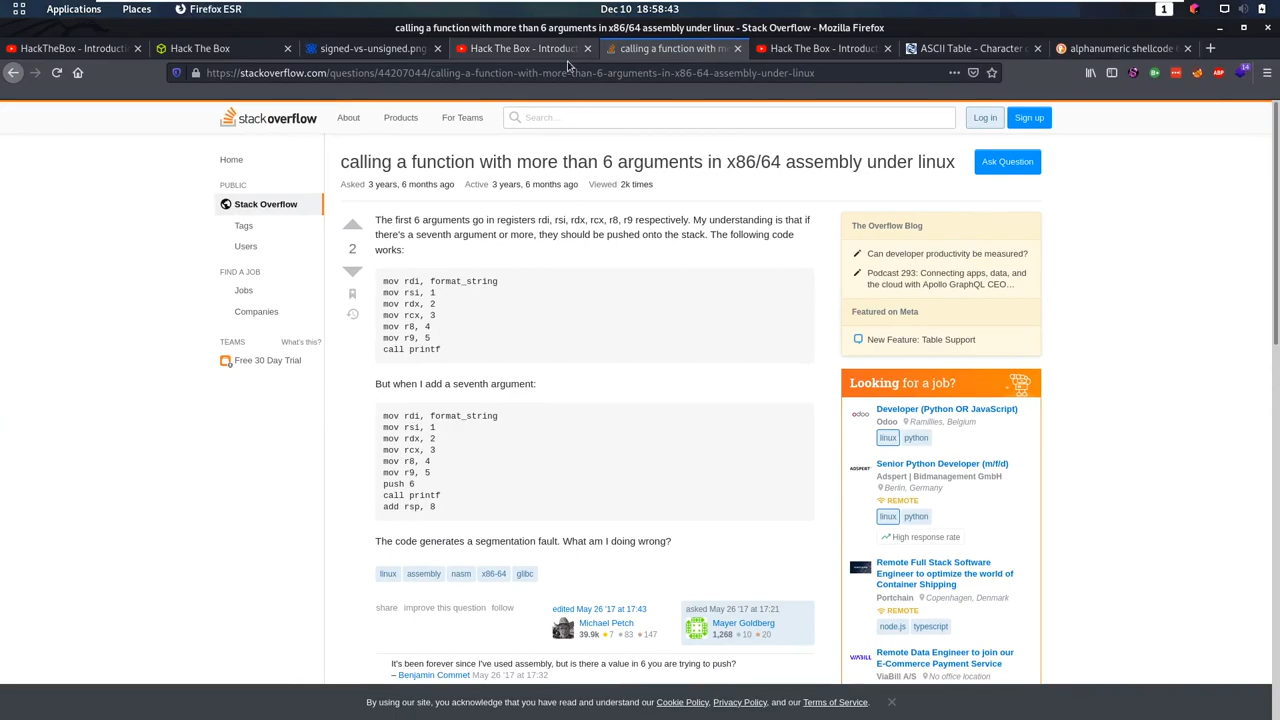 Applications
Places
Firefox ESR
Dec 10 18:58:43
1
calling a function with more than 6 arguments in x86/64 assembly under linux - Stack Overflow - Mozilla Firefox
HackTheBox - Introducti
Hack The Box
signed-vs-unsigned.png
Hack The Box - Introduct
calling a function with m
Hack The Box - Introduct
ASCII Table - Character c
alphanumeric shellcode
https://stackoverflow.com/questions/44207044/calling-a-function-with-more-than-6-arguments-in-x86-64-assembly-under-linux
14
stack overflow
About
Products
For Teams
Search...
Log in
Sign up
Home
PUBLIC
Stack Overflow
Tags
Users
FIND A JOB
Jobs
Companies
TEAMS
What's this?
Free 30 Day Trial
calling a function with more than 6 arguments in x86/64 assembly under linux
Ask Question
Asked 3 years, 6 months ago
Active 3 years, 6 months ago
Viewed 2k times
2
The first 6 arguments go in registers rdi, rsi, rdx, rcx, r8, r9 respectively. My understanding is that if
there's a seventh argument or more, they should be pushed onto the stack. The following code
works:
mov rdi, format_string
mov rsi, 1
mov rdx, 2
mov rcx, 3
mov r8, 4
mov r9, 5
call printf
But when I add a seventh argument:
mov rdi, format_string
mov rsi, 1
mov rdx, 2
mov rcx, 3
mov r8, 4
mov r9, 5
push 6
call printf
add rsp, 8
The code generates a segmentation fault. What am I doing wrong?
linux
assembly
nasm
x86-64
glibc
share
improve this question
follow
edited May 26 '17 at 17:43
Michael Petch
39.9k 7 83 147
asked May 26 '17 at 17:21
Mayer Goldberg
1,268 10 20
It's been forever since I've used assembly, but is there a value in 6 you are trying to push?
– Benjamin Commet May 26 '17 at 17:32
The Overflow Blog
Can developer productivity be measured?
Podcast 293: Connecting apps, data, and
the cloud with Apollo GraphQL CEO…
Featured on Meta
New Feature: Table Support
Looking for a job?
Developer (Python OR JavaScript)
odoo
Odoo
Ramillies, Belgium
linux
python
Senior Python Developer (m/f/d)
ADSPERT
Adspert | Bidmanagement GmbH
Berlin, Germany
REMOTE
linux
python
High response rate
Remote Full Stack Software
Engineer to optimize the world of
Container Shipping
Portchain
Copenhagen, Denmark
REMOTE
node.js
typescript
Remote Data Engineer to join our
VIABILL
E-Commerce Payment Service
ViaBill A/S
No office location
By using our site, you acknowledge that you have read and understand our Cookie Policy, Privacy Policy, and our Terms of Service.